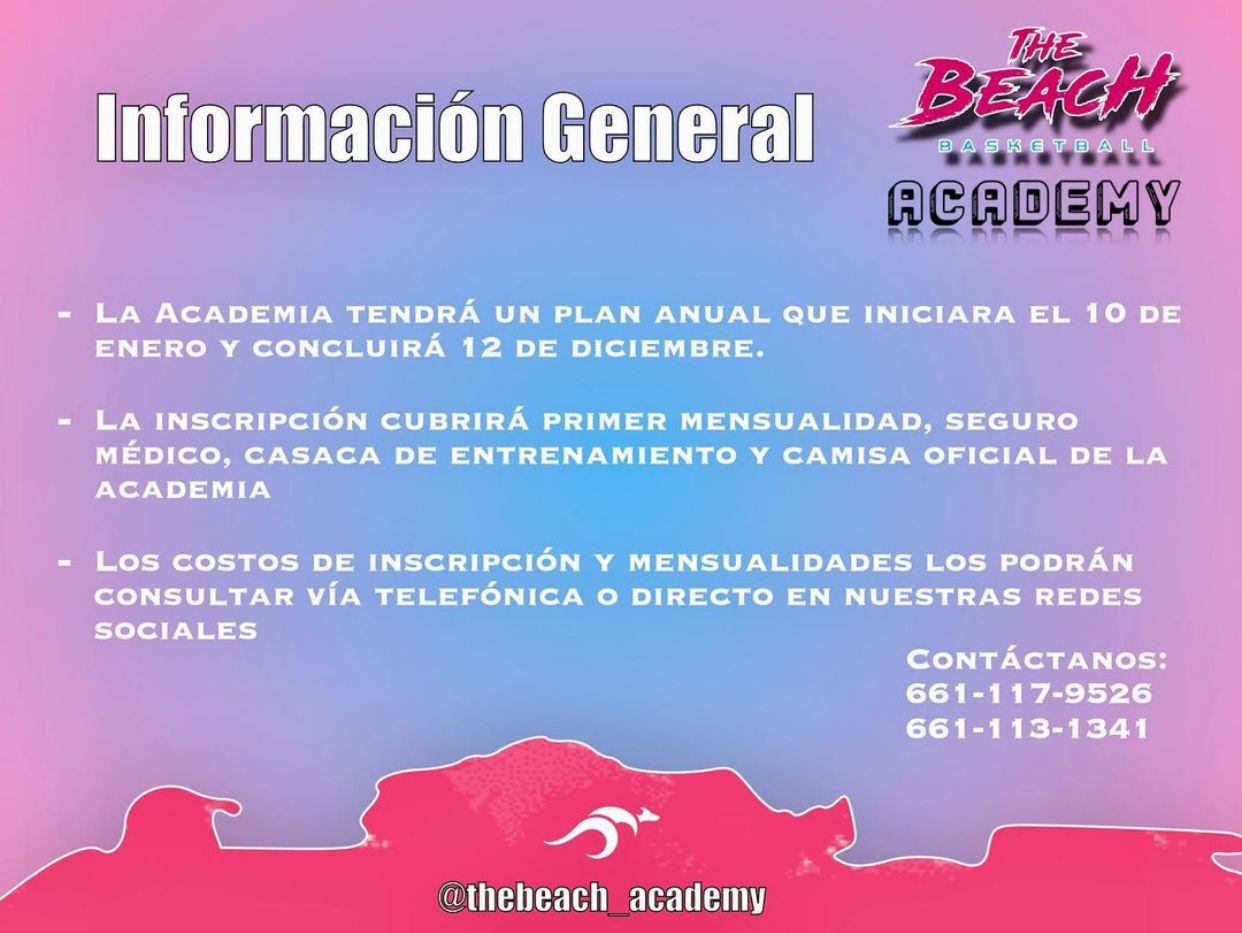 THE
BEACH
BASKETBALL
ACADEMY
Información General
- La Academia tendrá un plan anual que iniciara el 10 de
enero y concluirá 12 de diciembre.
- La inscripción cubrirá primer mensualidad, seguro
médico, casaca de entrenamiento y camisa oficial de la
academia
- Los costos de inscripción y mensualidades los podrán
consultar vía telefónica o directo en nuestras redes
sociales
Contáctanos:
661-117-9526
661-113-1341
@thebeach_academy